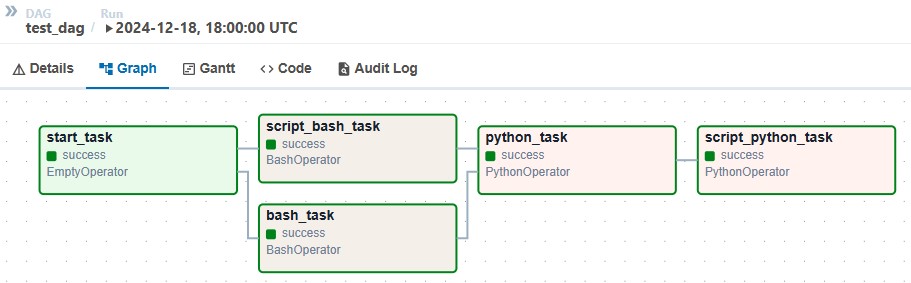 DAG Run
test_dag / 2024-12-18, 18:00:00 UTC
Details Graph Gantt Code Audit Log
start_task
success
EmptyOperator
script_bash_task
success
BashOperator
bash_task
success
BashOperator
python_task
success
PythonOperator
script_python_task
success
PythonOperator